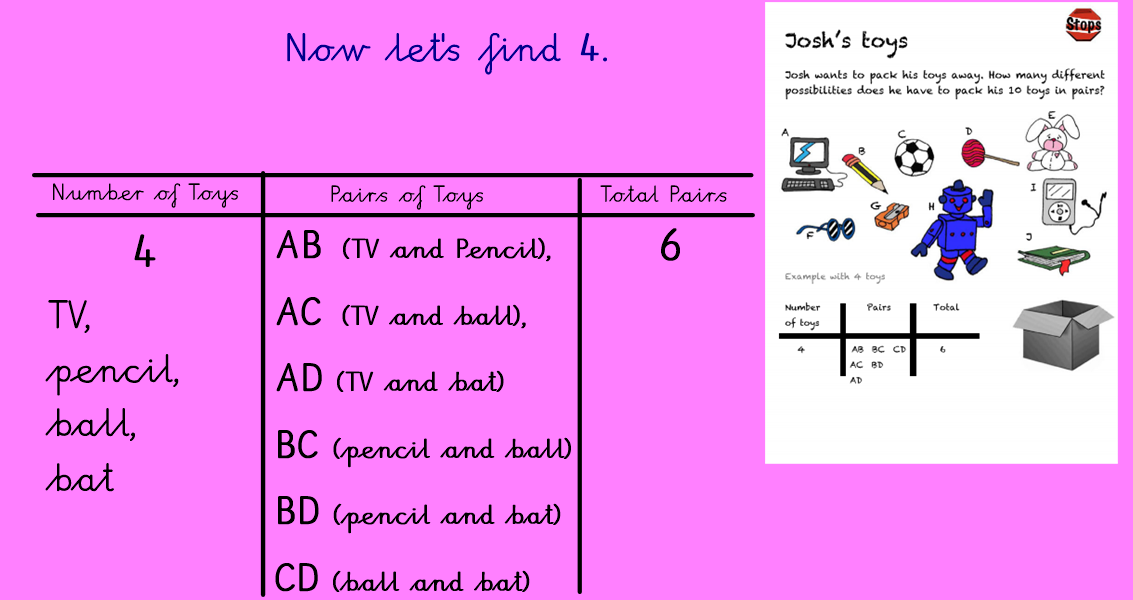 Now let's find 4.
Number of Toys Pairs of Toys Total Pairs
4 AB (TV and Pencil), 6
TV, AC (TV and ball),
pencil, AD (TV and bat)
ball, BC (pencil and ball)
bat BD (pencil and bat)
CD (ball and bat)
Stops
Josh's toys
Josh wants to pack his toys away. How many different
possibilities does he have to pack his 10 toys in pairs?
A B C D E
F G H I J
Example with 4 toys
Number Pairs Total
of toys
4 AB BC CD 6
AC BD
AD